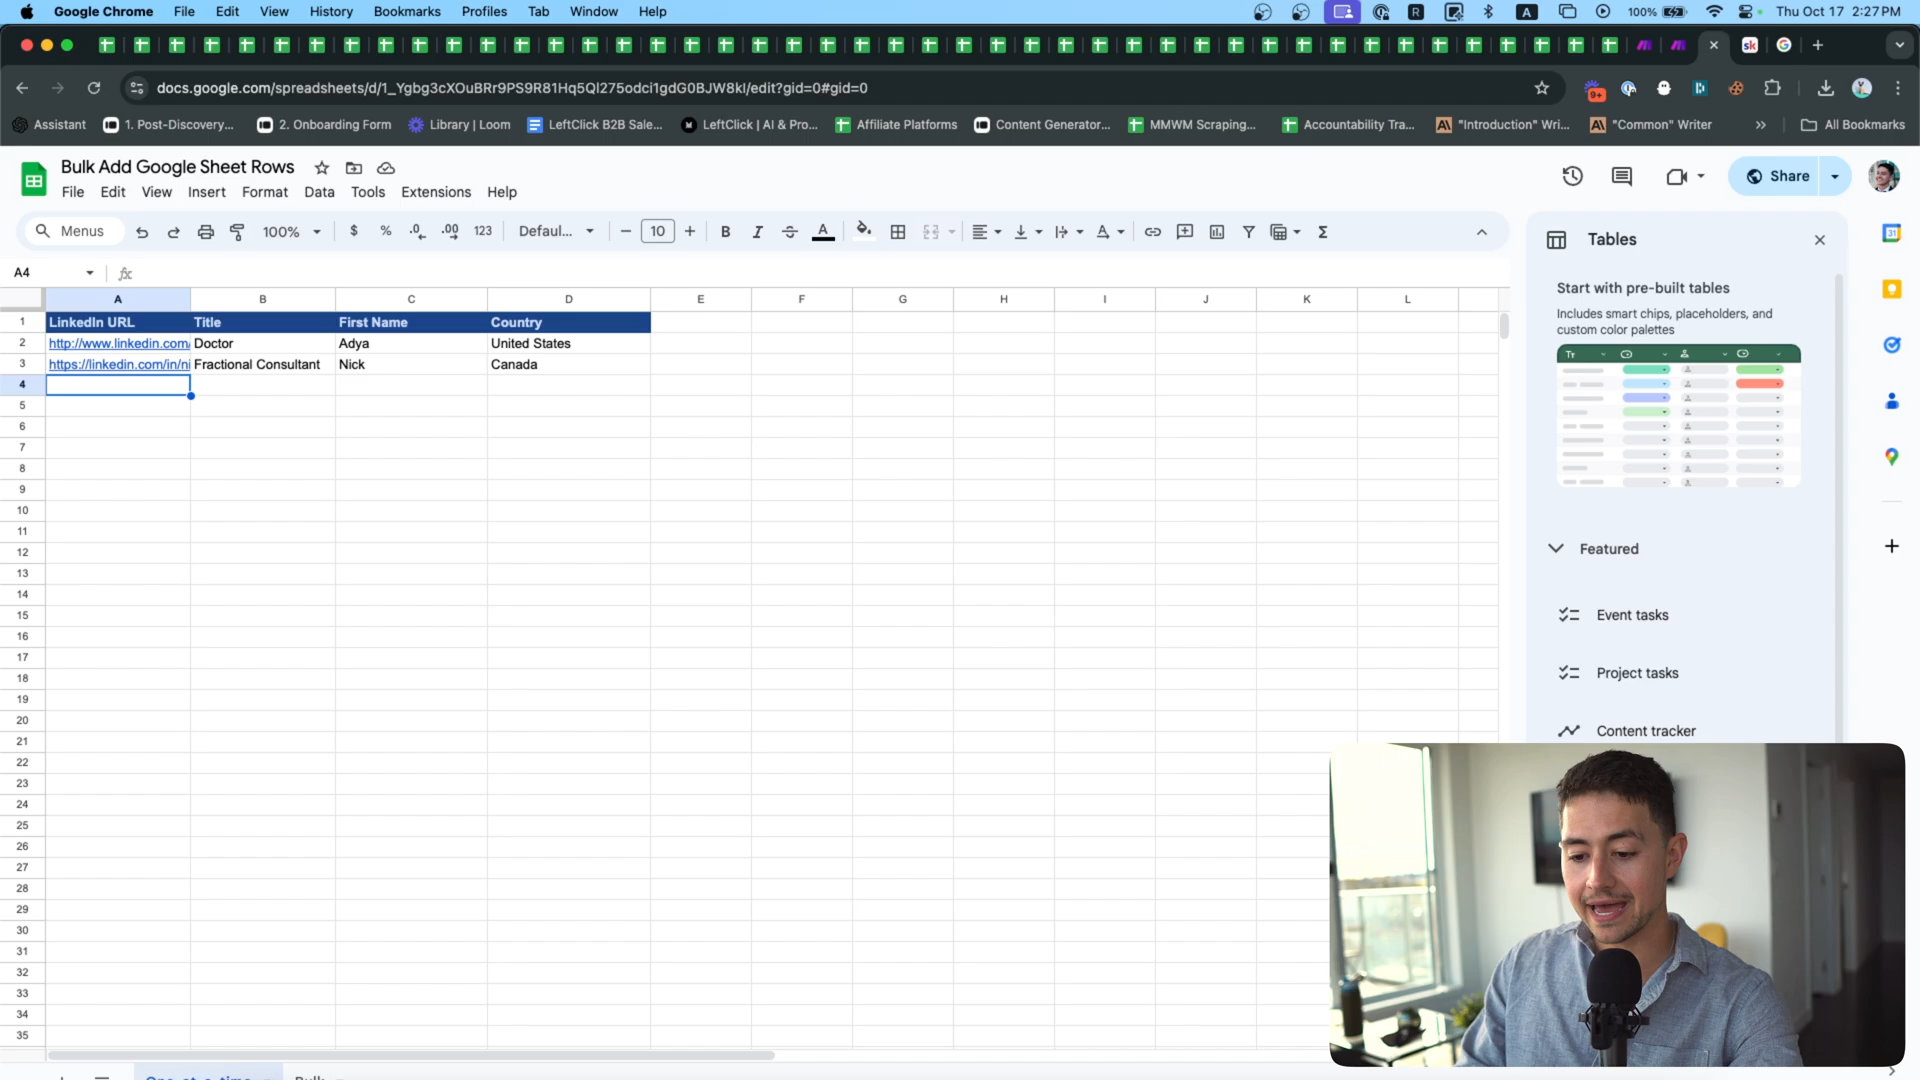 Google Chrome File Edit View History Bookmarks Profiles Tab Window Help 100% Thu Oct 17 2:27 PM
docs.google.com/spreadsheets/d/1_Ygbg3cXOuBRr9PS9R81Hq5Ql275odci1gdG0BJW8kI/edit?gid=0#gid=0 9+
Assistant 1. Post-Discovery... 2. Onboarding Form Library | Loom LeftClick B2B Sale... LeftClick | AI & Pro... Affiliate Platforms Content Generator... MMWM Scraping... Accountability Tra... "Introduction" Wri... "Common" Writer » All Bookmarks
Bulk Add Google Sheet Rows
File Edit View Insert Format Data Tools Extensions Help
Share
Menus 100% $ % .0 .00 123 Defaul... 10 B I A Σ
A4 fx
A B C D E F G H I J K L
1 LinkedIn URL Title First Name Country
2 http://www.linkedin.com/ Doctor Adya United States
3 https://linkedin.com/in/ni Fractional Consultant Nick Canada
4
5
6
7
8
9
10
11
12
13
14
15
16
17
18
19
20
21
22
23
24
25
26
27
28
29
30
31
32
33
34
35
One-at-a-time Bulk
Tables
Start with pre-built tables
Includes smart chips, placeholders, and
custom color palettes
Featured
Event tasks
Project tasks
Content tracker